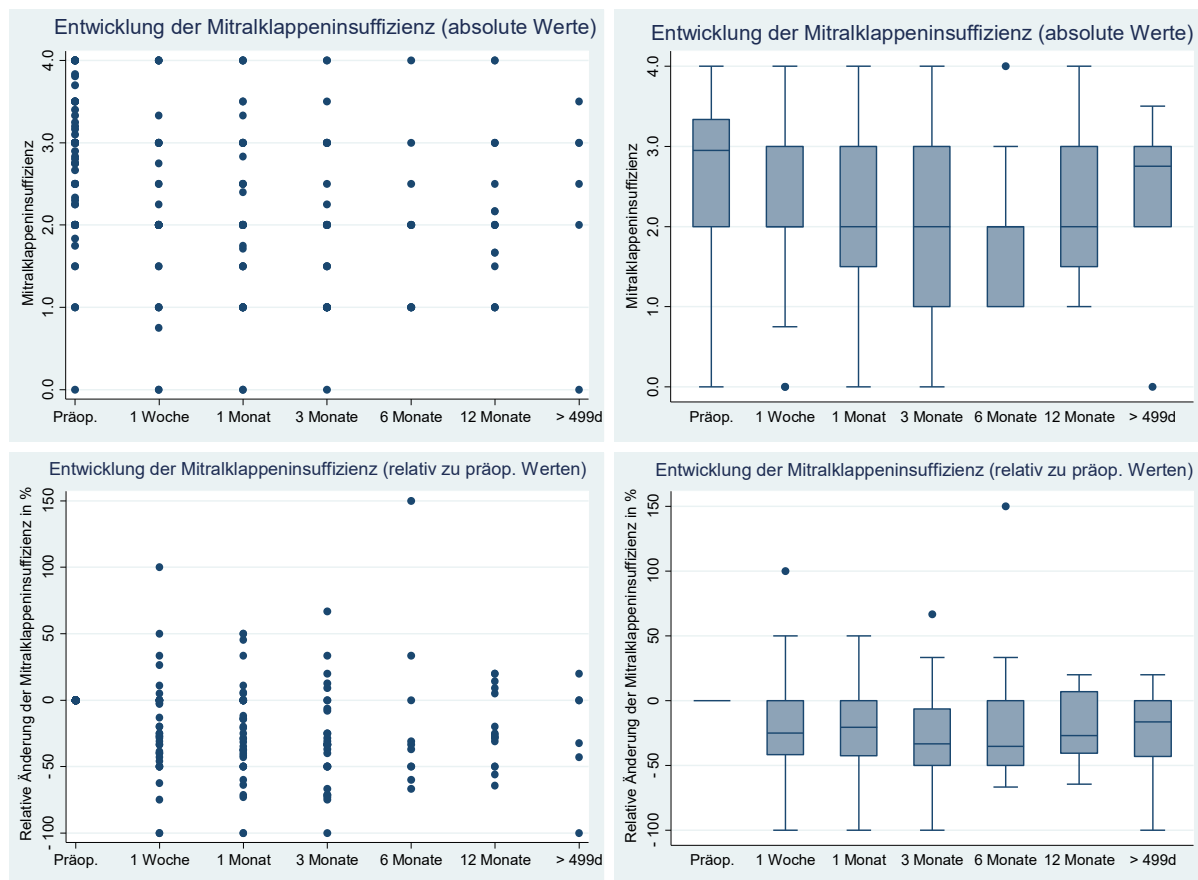 Entwicklung der Mitralklappeninsuffizienz (absolute Werte)
Mitralklappeninsuffizienz
4.0
3.0
2.0
1.0
0.0
Präop. 1 Woche 1 Monat 3 Monate 6 Monate 12 Monate > 499d
Entwicklung der Mitralklappeninsuffizienz (absolute Werte)
Mitralklappeninsuffizienz
4.0
3.0
2.0
1.0
0.0
Präop. 1 Woche 1 Monat 3 Monate 6 Monate 12 Monate > 499d
Entwicklung der Mitralklappeninsuffizienz (relativ zu präop. Werten)
Relative Änderung der Mitralklappeninsuffizienz in %
150
100
50
0
- 50
- 100
Präop. 1 Woche 1 Monat 3 Monate 6 Monate 12 Monate > 499d
Entwicklung der Mitralklappeninsuffizienz (relativ zu präop. Werten)
Relative Änderung der Mitralklappeninsuffizienz in %
150
100
50
0
- 50
- 100
Präop. 1 Woche 1 Monat 3 Monate 6 Monate 12 Monate > 499d